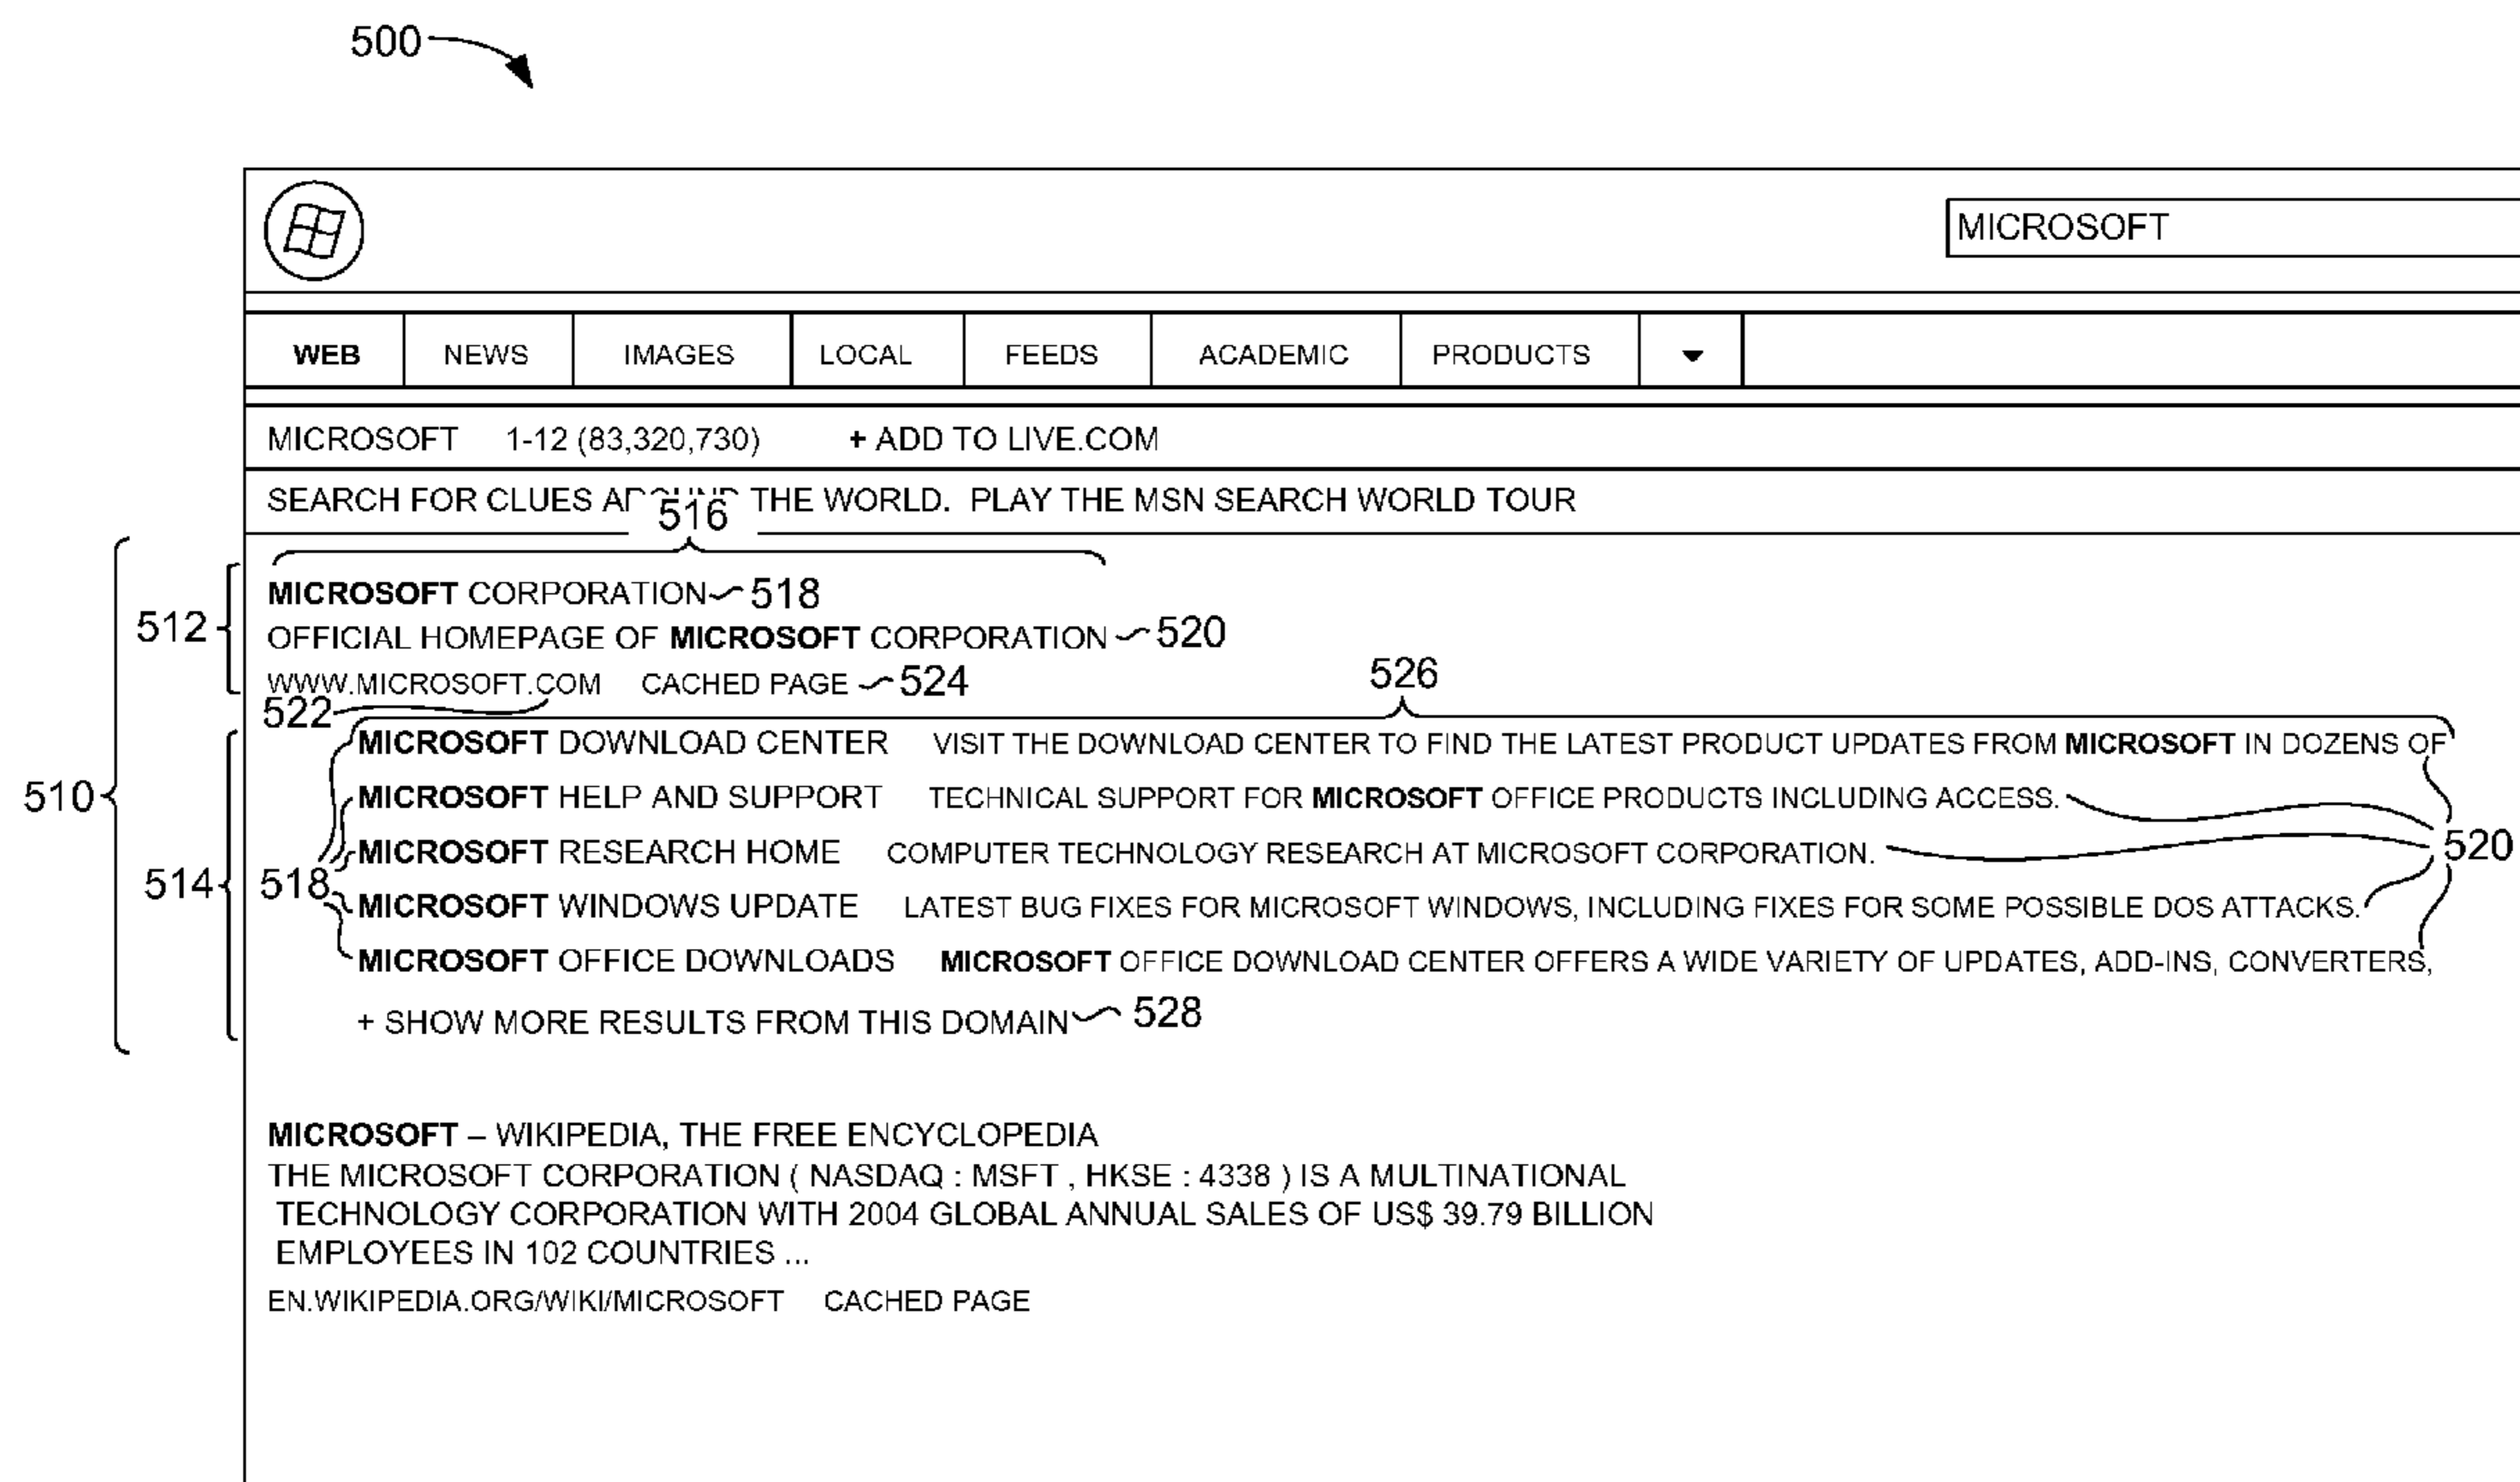 500
MICROSOFT
WEB NEWS IMAGES LOCAL FEEDS ACADEMIC PRODUCTS
MICROSOFT 1-12 (83,320,730) + ADD TO LIVE.COM
SEARCH FOR CLUES AROUND THE WORLD. PLAY THE MSN SEARCH WORLD TOUR
516
MICROSOFT CORPORATION 518
512
OFFICIAL HOMEPAGE OF MICROSOFT CORPORATION 520
WWW.MICROSOFT.COM CACHED PAGE 524
526
522
MICROSOFT DOWNLOAD CENTER VISIT THE DOWNLOAD CENTER TO FIND THE LATEST PRODUCT UPDATES FROM MICROSOFT IN DOZENS OF
510
MICROSOFT HELP AND SUPPORT TECHNICAL SUPPORT FOR MICROSOFT OFFICE PRODUCTS INCLUDING ACCESS.
MICROSOFT RESEARCH HOME COMPUTER TECHNOLOGY RESEARCH AT MICROSOFT CORPORATION.
520
514
518
MICROSOFT WINDOWS UPDATE LATEST BUG FIXES FOR MICROSOFT WINDOWS, INCLUDING FIXES FOR SOME POSSIBLE DOS ATTACKS.
MICROSOFT OFFICE DOWNLOADS MICROSOFT OFFICE DOWNLOAD CENTER OFFERS A WIDE VARIETY OF UPDATES, ADD-INS, CONVERTERS,
+ SHOW MORE RESULTS FROM THIS DOMAIN 528
MICROSOFT – WIKIPEDIA, THE FREE ENCYCLOPEDIA
THE MICROSOFT CORPORATION ( NASDAQ : MSFT , HKSE : 4338 ) IS A MULTINATIONAL
TECHNOLOGY CORPORATION WITH 2004 GLOBAL ANNUAL SALES OF US$ 39.79 BILLION
EMPLOYEES IN 102 COUNTRIES ...
EN.WIKIPEDIA.ORG/WIKI/MICROSOFT CACHED PAGE